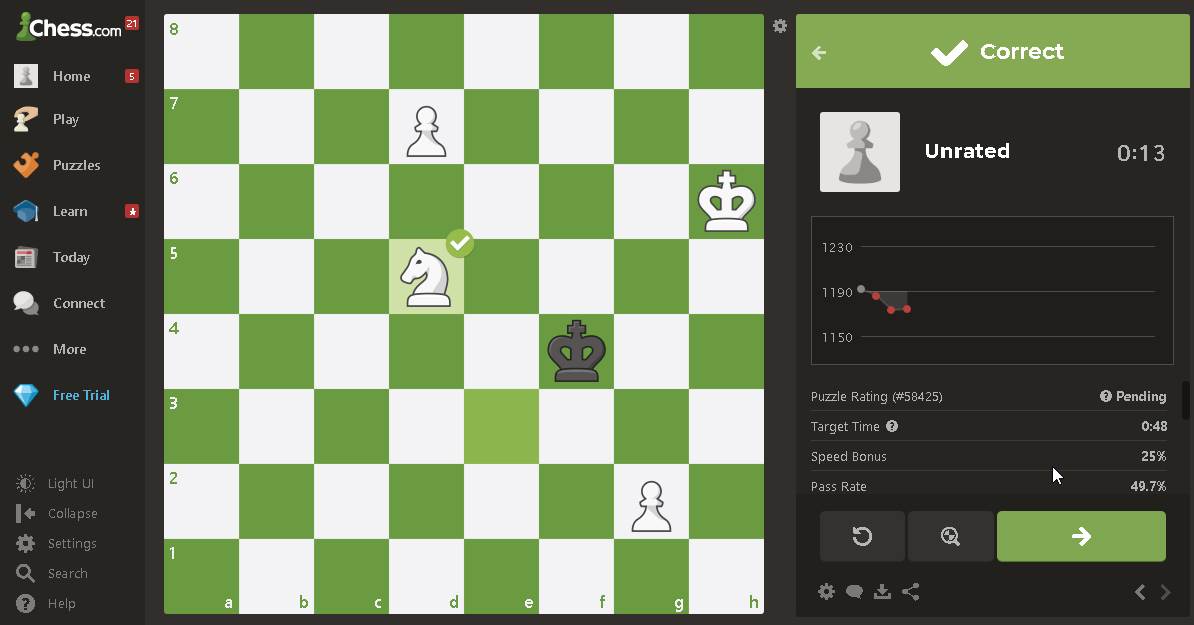 Chess.com 21
Home 5
Play
Puzzles
Learn
Today
Connect
More
Free Trial
Light UI
Collapse
Settings
Search
Help
8
7
6
5
4
3
2
1
a b c d e f g h
Correct
Unrated 0:13
1230
1190
1150
Puzzle Rating (#58425) ? Pending
Target Time ? 0:48
Speed Bonus 25%
Pass Rate 49.7%